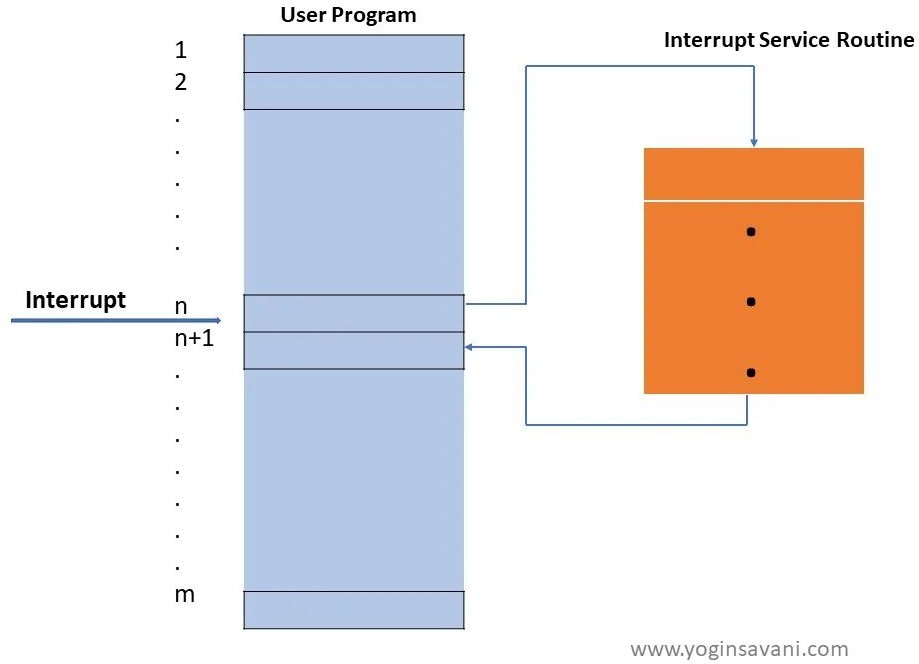 User Program
Interrupt Service Routine
1
2
.
.
.
.
.
Interrupt
n
n+1
.
.
.
.
.
.
.
m
www.yoginsavani.com